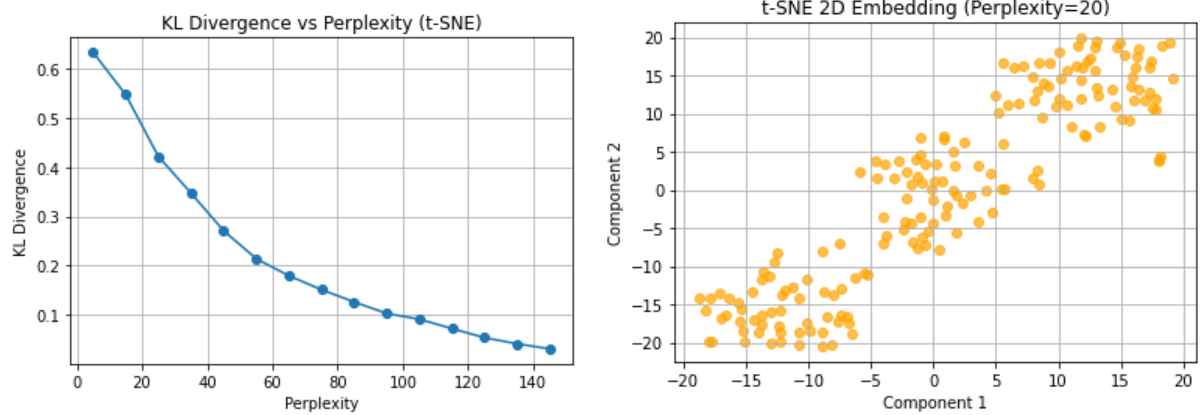 KL Divergence vs Perplexity (t-SNE)
KL Divergence
0.6
0.5
0.4
0.3
0.2
0.1
0 20 40 60 80 100 120 140
Perplexity
t-SNE 2D Embedding (Perplexity=20)
Component 2
20
15
10
5
0
−5
−10
−15
−20
−20 −15 −10 −5 0 5 10 15 20
Component 1